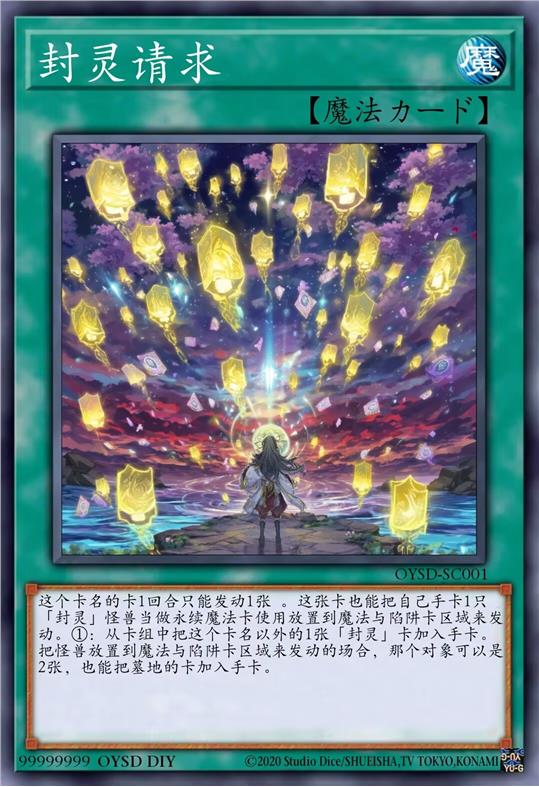 封灵请求
魔
【魔法カード】
OYSD-SC001
这个卡名的卡1回合只能发动1张 。这张卡也能把自己手卡1只
「封灵」怪兽当做永续魔法卡使用放置到魔法与陷阱卡区域来发
动。①：从卡组中把这个卡名以外的1张「封灵」卡加入手卡。
把怪兽放置到魔法与陷阱卡区域来发动的场合，那个对象可以是
2张，也能把墓地的卡加入手卡。
99999999 OYSD DIY
©2020 Studio Dice/SHUEISHA,TV TOKYO,KONAMI
YU-G